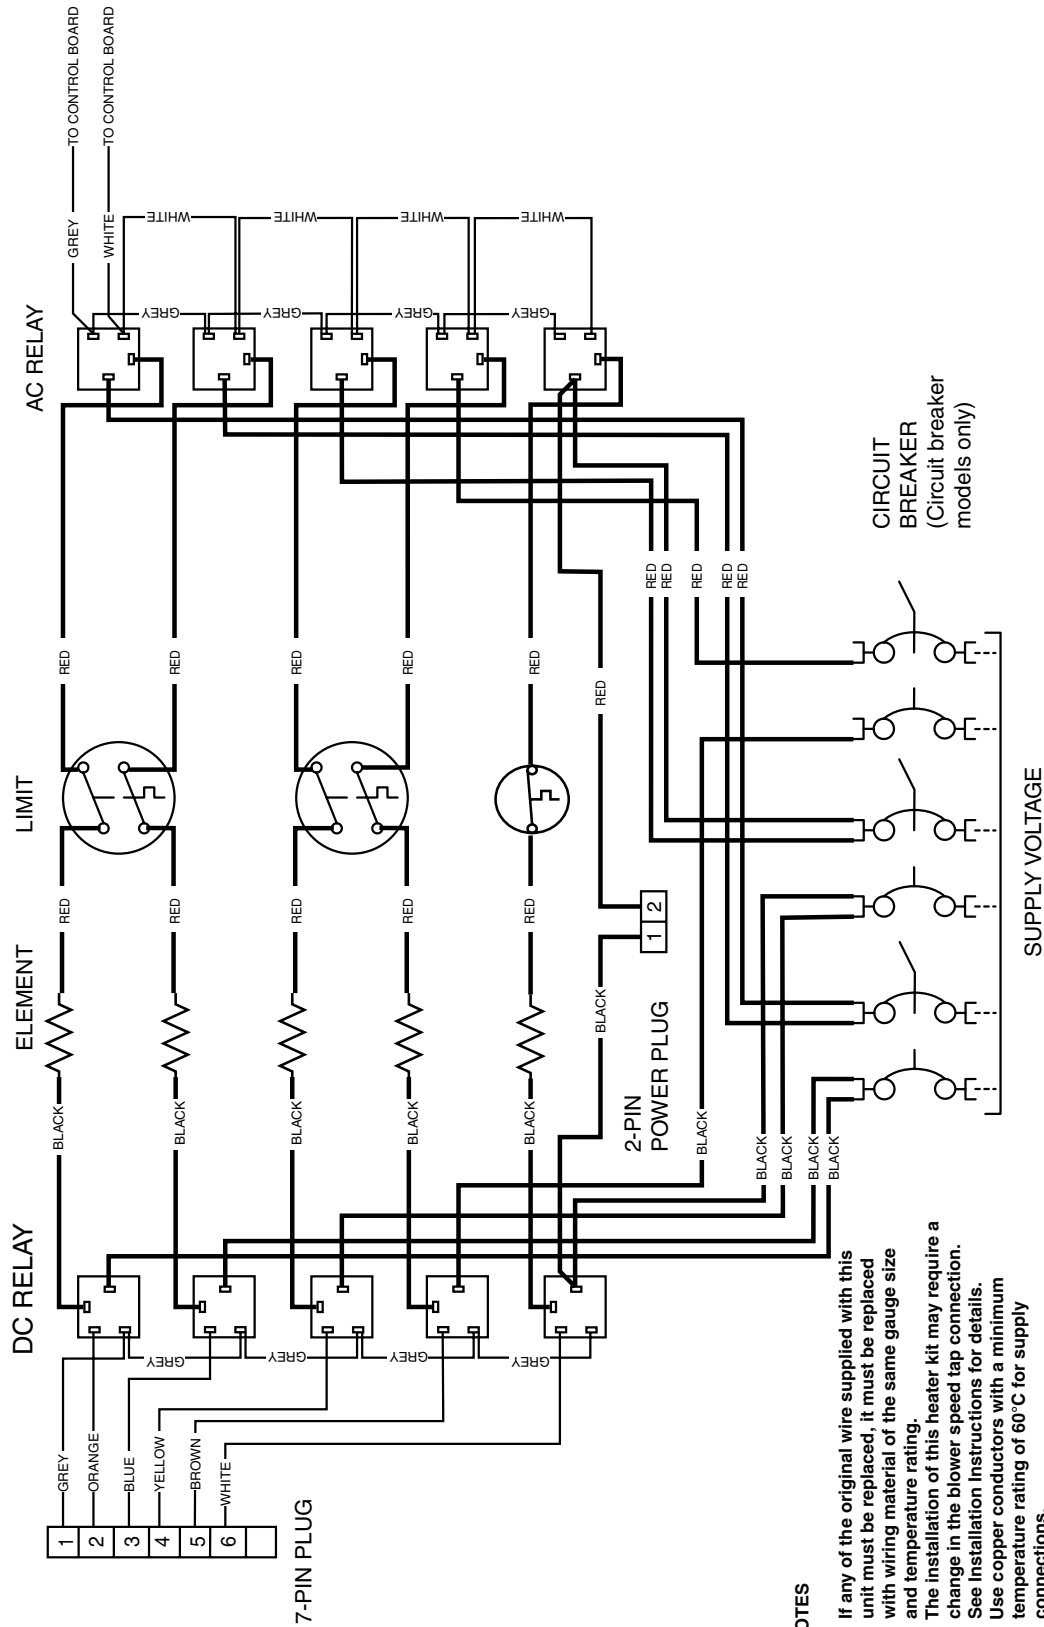 DC RELAY
ELEMENT
LIMIT
AC RELAY
1
2
3
4
5
6
7-PIN PLUG
GREY
ORANGE
BLUE
YELLOW
BROWN
WHITE
GREY
GREY
GREY
GREY
BLACK
BLACK
BLACK
BLACK
BLACK
RED
RED
RED
RED
RED
RED
RED
RED
RED
RED
GREY
TO CONTROL BOARD
WHITE
TO CONTROL BOARD
GREY
GREY
GREY
GREY
WHITE
WHITE
WHITE
WHITE
BLACK
1
2
RED
2-PIN
POWER PLUG
BLACK
BLACK
BLACK
BLACK
BLACK
RED
RED
RED
RED
RED
CIRCUIT
BREAKER
(Circuit breaker
models only)
SUPPLY VOLTAGE
OTES
If any of the original wire supplied with this
unit must be replaced, it must be replaced
with wiring material of the same gauge size
and temperature rating.
The installation of this heater kit may require a
change in the blower speed tap connection.
See Installation Instructions for details.
Use copper conductors with a minimum
temperature rating of 60°C for supply
connections.